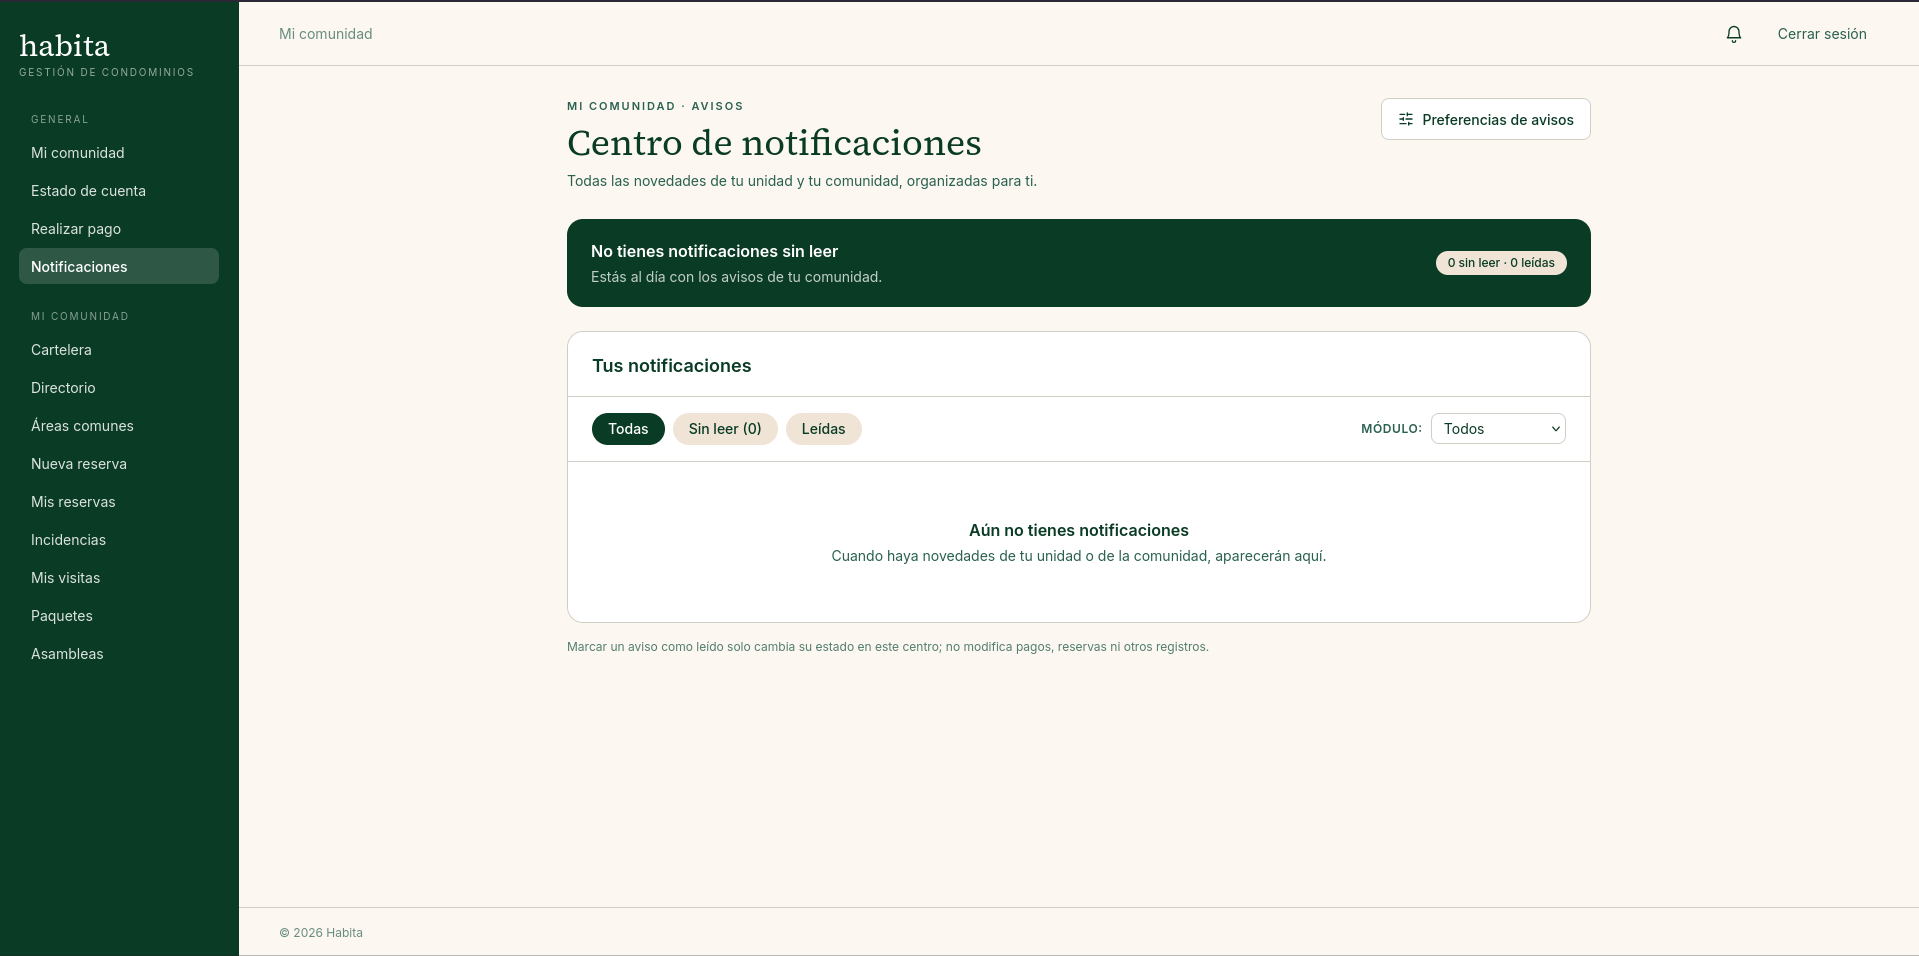 habita
GESTIÓN DE CONDOMINIOS
GENERAL
Mi comunidad
Estado de cuenta
Realizar pago
Notificaciones
MI COMUNIDAD
Cartelera
Directorio
Áreas comunes
Nueva reserva
Mis reservas
Incidencias
Mis visitas
Paquetes
Asambleas
Mi comunidad
Cerrar sesión
MI COMUNIDAD · AVISOS
Centro de notificaciones
Todas las novedades de tu unidad y tu comunidad, organizadas para ti.
Preferencias de avisos
No tienes notificaciones sin leer
Estás al día con los avisos de tu comunidad.
0 sin leer · 0 leídas
Tus notificaciones
Todas
Sin leer (0)
Leídas
MÓDULO:
Todos
Aún no tienes notificaciones
Cuando haya novedades de tu unidad o de la comunidad, aparecerán aquí.
Marcar un aviso como leído solo cambia su estado en este centro; no modifica pagos, reservas ni otros registros.
© 2026 Habita